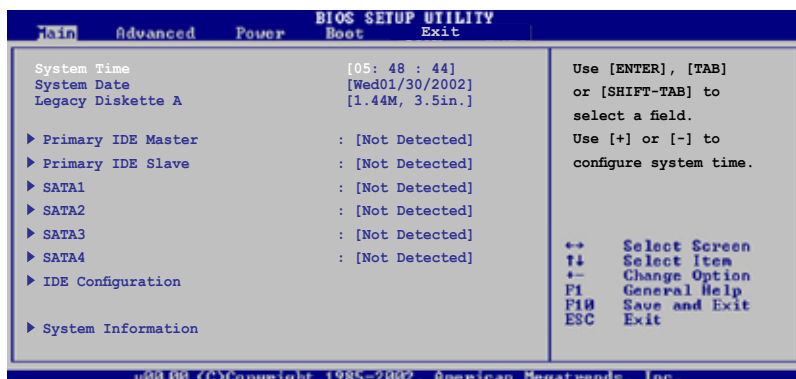 BIOS SETUP UTILITY
Main Advanced Power Boot Exit
System Time [05: 48 : 44]
System Date [Wed01/30/2002]
Legacy Diskette A [1.44M, 3.5in.]
Primary IDE Master : [Not Detected]
Primary IDE Slave : [Not Detected]
SATA1 : [Not Detected]
SATA2 : [Not Detected]
SATA3 : [Not Detected]
SATA4 : [Not Detected]
IDE Configuration
System Information
Use [ENTER], [TAB]
or [SHIFT-TAB] to
select a field.
Use [+] or [-] to
configure system time.
↔ Select Screen
↑↓ Select Item
+- Change Option
F1 General Help
F10 Save and Exit
ESC Exit
v00.00 (C)Copyright 1985-2002 American Megatrends Inc